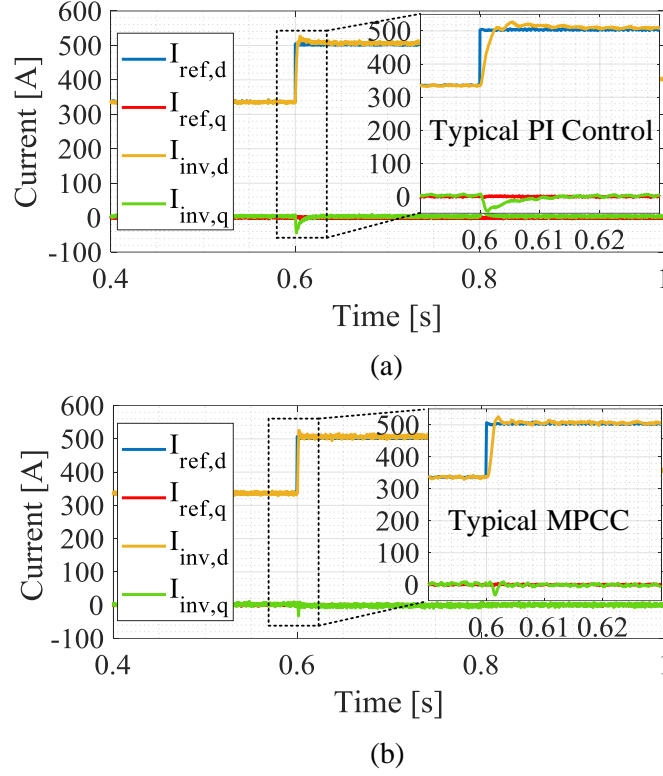 600
500
400
300
200
100
0
-100
Current [A]
I_ref,d
I_ref,q
I_inv,d
I_inv,q
500
400
300
200
100
0
Typical PI Control
0.6 0.61 0.62
0.4 0.6 0.8 1
Time [s]
(a)
600
500
400
300
200
100
0
-100
Current [A]
I_ref,d
I_ref,q
I_inv,d
I_inv,q
500
400
300
200
100
0
Typical MPCC
0.6 0.61 0.62
0.4 0.6 0.8 1
Time [s]
(b)